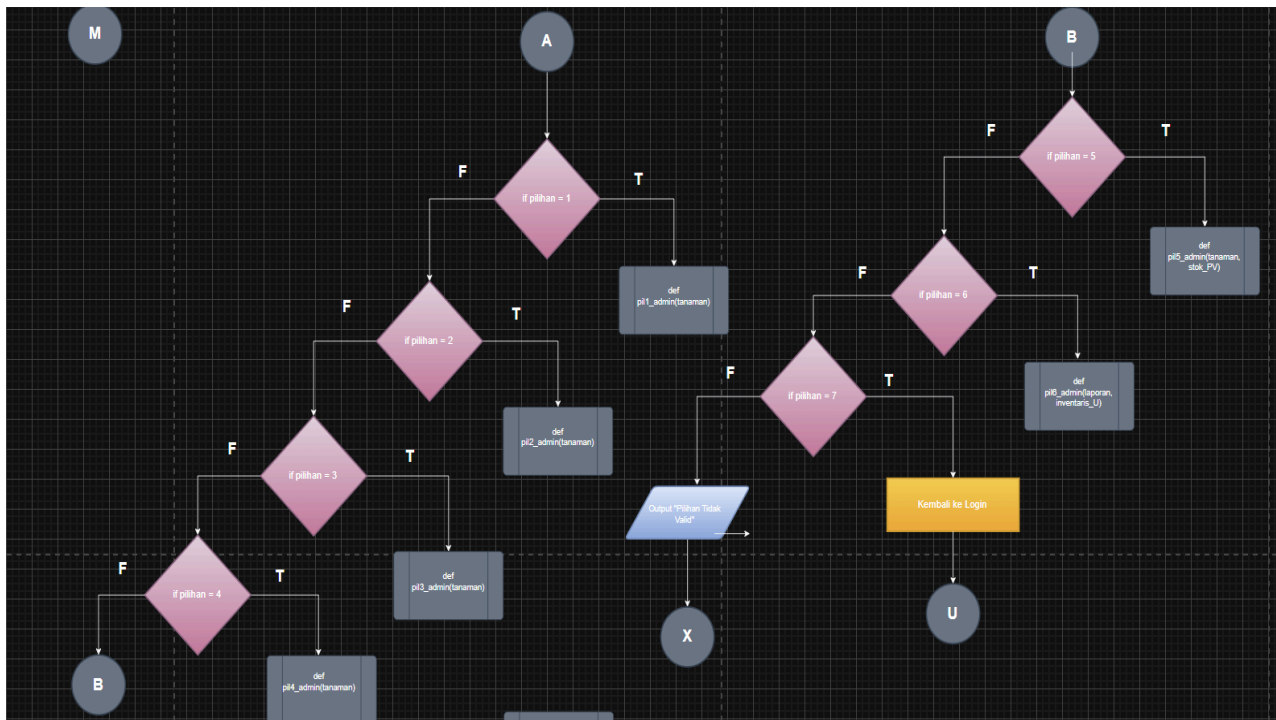 M
A
B
F
T
if pilihan = 5
F
T
if pilihan = 1
def
pil5_admin(tanaman,
stok_PV)
F
T
if pilihan = 6
def
pil1_admin(tanaman)
F
T
if pilihan = 2
F
T
if pilihan = 7
def
pil6_admin(laporan,
inventaris_U)
def
pil2_admin(tanaman)
F
T
if pilihan = 3
Output "Pilihan Tidak
Valid"
Kembali ke Login
def
pil3_admin(tanaman)
F
T
if pilihan = 4
X
U
B
def
pil4_admin(tanaman)